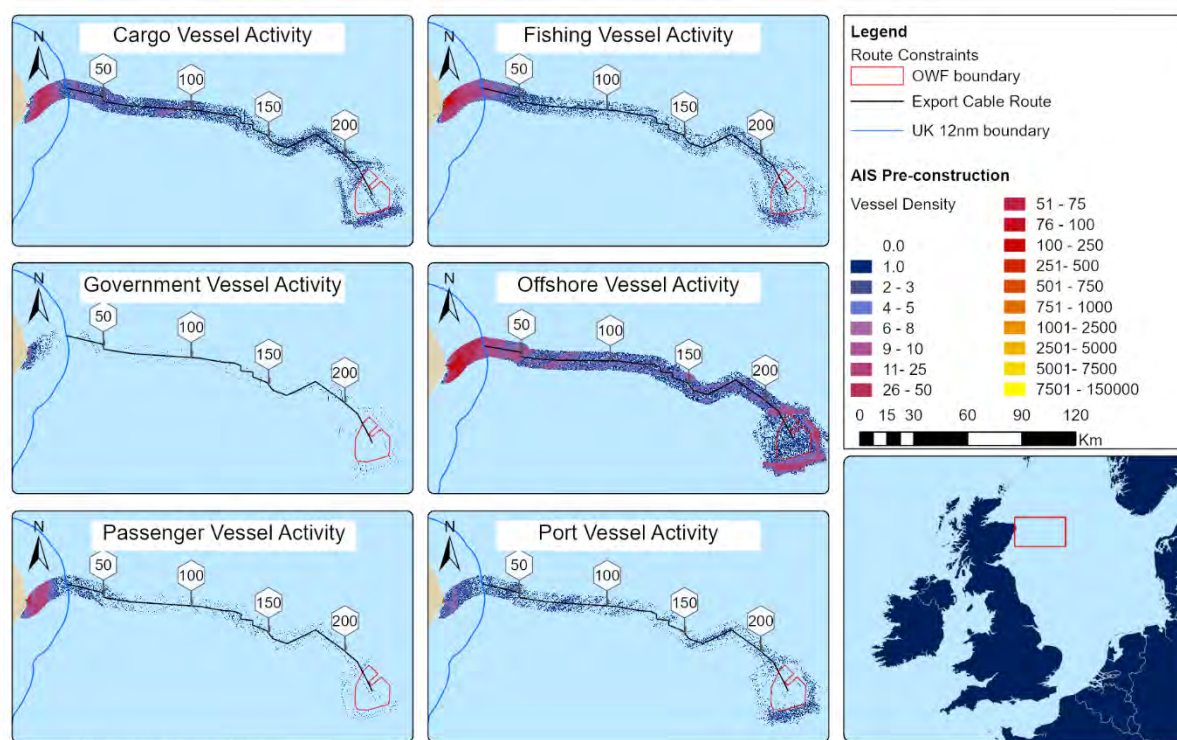 Cargo Vessel Activity
N
50
100
150
200
Fishing Vessel Activity
N
50
100
150
200
Government Vessel Activity
N
50
100
150
200
Offshore Vessel Activity
N
50
100
150
200
Passenger Vessel Activity
N
50
100
150
200
Port Vessel Activity
N
50
100
150
200
Legend
Route Constraints
OWF boundary
Export Cable Route
UK 12nm boundary
AIS Pre-construction
Vessel Density
0.0
1.0
2 - 3
4 - 5
6 - 8
9 - 10
11- 25
26 - 50
51 - 75
76 - 100
100 - 250
251- 500
501 - 750
751 - 1000
1001- 2500
2501- 5000
5001- 7500
7501 - 150000
0 15 30 60 90 120
Km